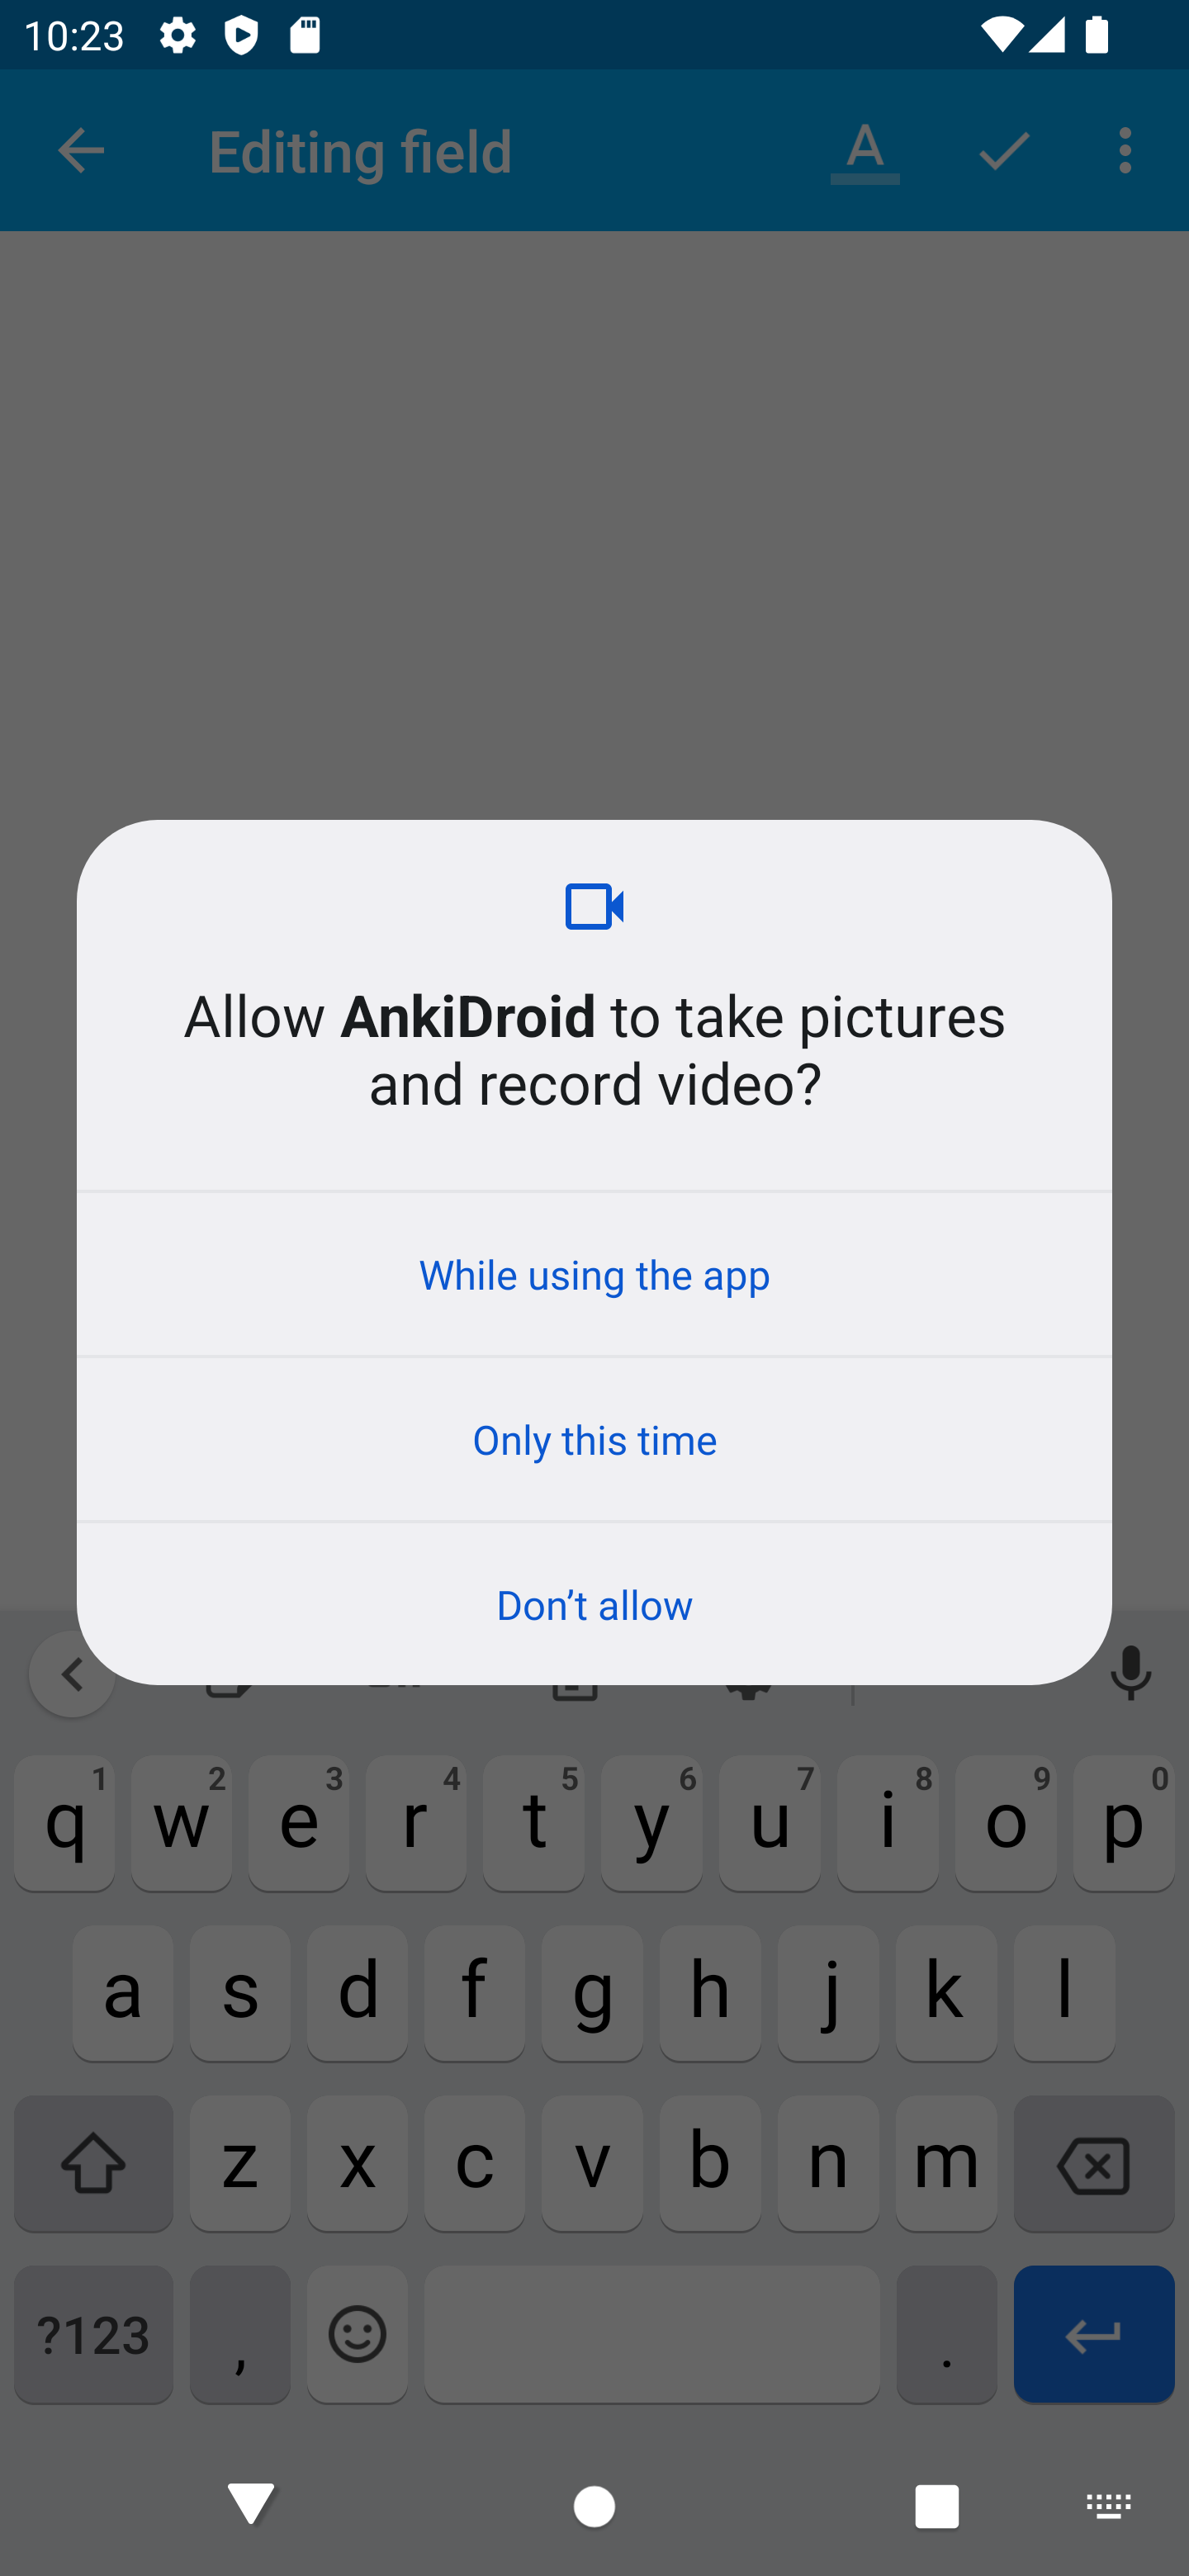 10:23
Editing field
A
Allow AnkiDroid to take pictures
and record video?
While using the app
Only this time
Don’t allow
1 2 3 4 5 6 7 8 9 0
q w e r t y u i o p
a s d f g h j k l
z x c v b n m
?123 , .